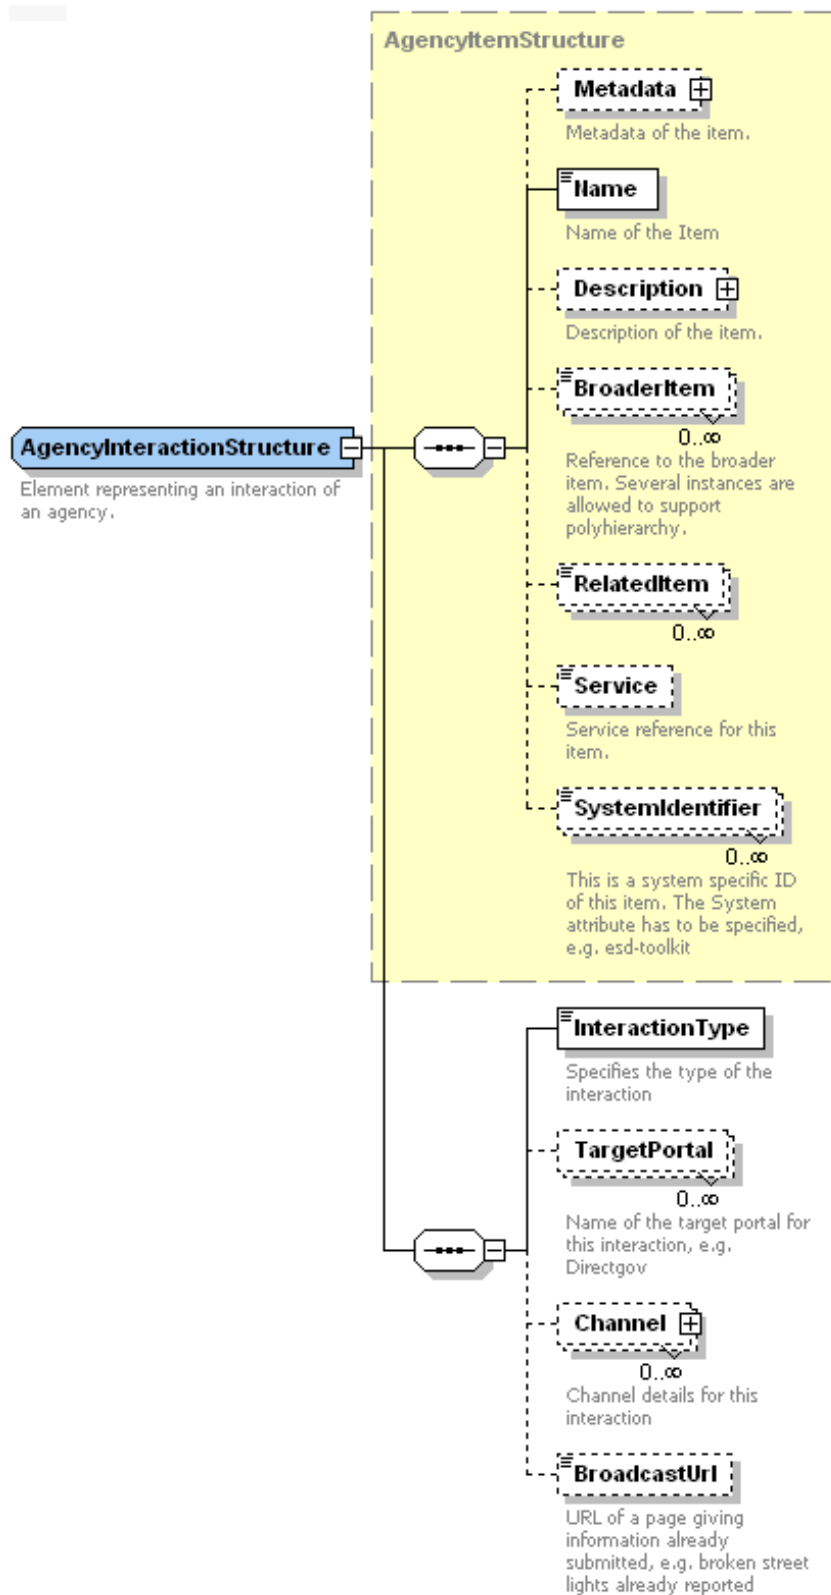 AgencyItemStructure
Metadata
Metadata of the item.
Name
Name of the Item
Description
Description of the item.
BroaderItem
0..∞
Reference to the broader
item. Several instances are
allowed to support
polyhierarchy.
AgencyInteractionStructure
Element representing an interaction of
an agency.
RelatedItem
0..∞
Service
Service reference for this
item.
SystemIdentifier
0..∞
This is a system specific ID
of this item. The System
attribute has to be specified,
e.g. esd-toolkit
InteractionType
Specifies the type of the
interaction
TargetPortal
0..∞
Name of the target portal for
this interaction, e.g.
Directgov
Channel
0..∞
Channel details for this
interaction
BroadcastUrl
URL of a page giving
information already
submitted, e.g. broken street
lights already reported